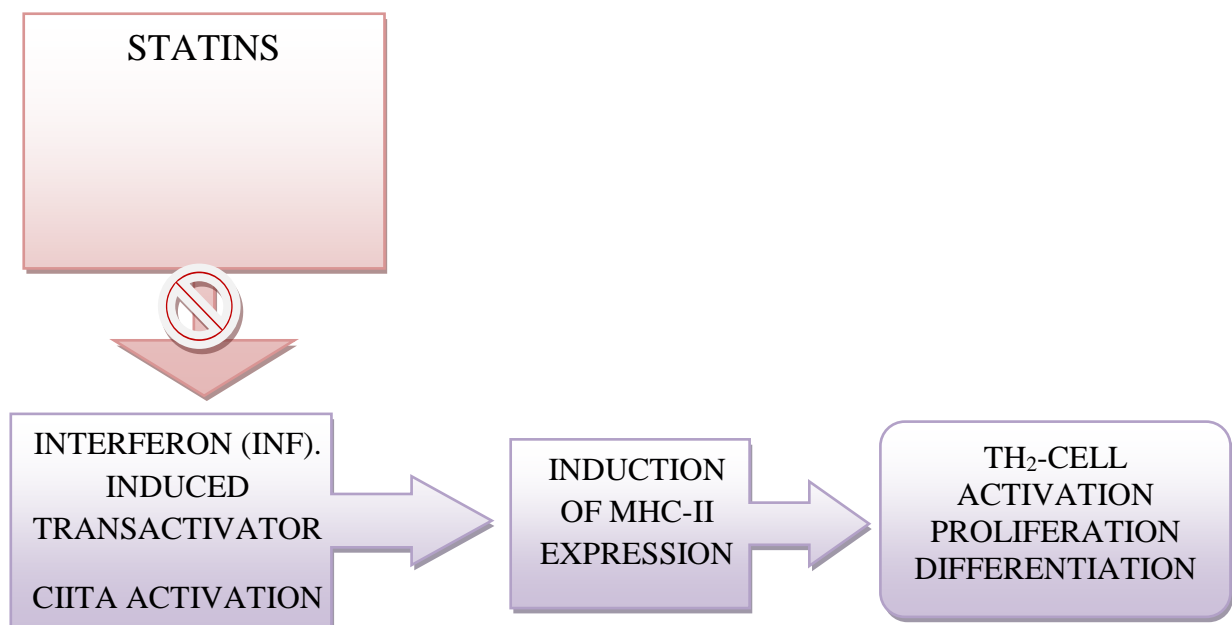 STATINS
INTERFERON (INF).
INDUCED
TRANSACTIVATOR
CIITA ACTIVATION
INDUCTION
OF MHC-II
EXPRESSION
TH₂-CELL
ACTIVATION
PROLIFERATION
DIFFERENTIATION